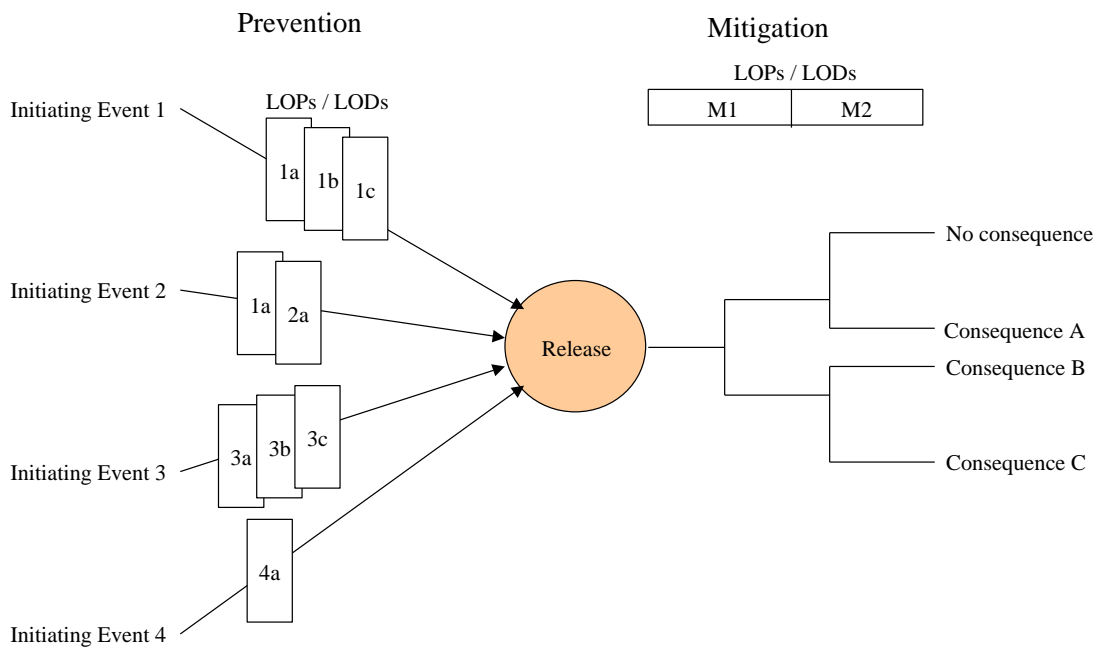 Prevention
Mitigation
LOPs / LODs
M1
M2
LOPs / LODs
Initiating Event 1
1a
1b
1c
Initiating Event 2
1a
2a
Initiating Event 3
3a
3b
3c
Initiating Event 4
4a
Release
No consequence
Consequence A
Consequence B
Consequence C